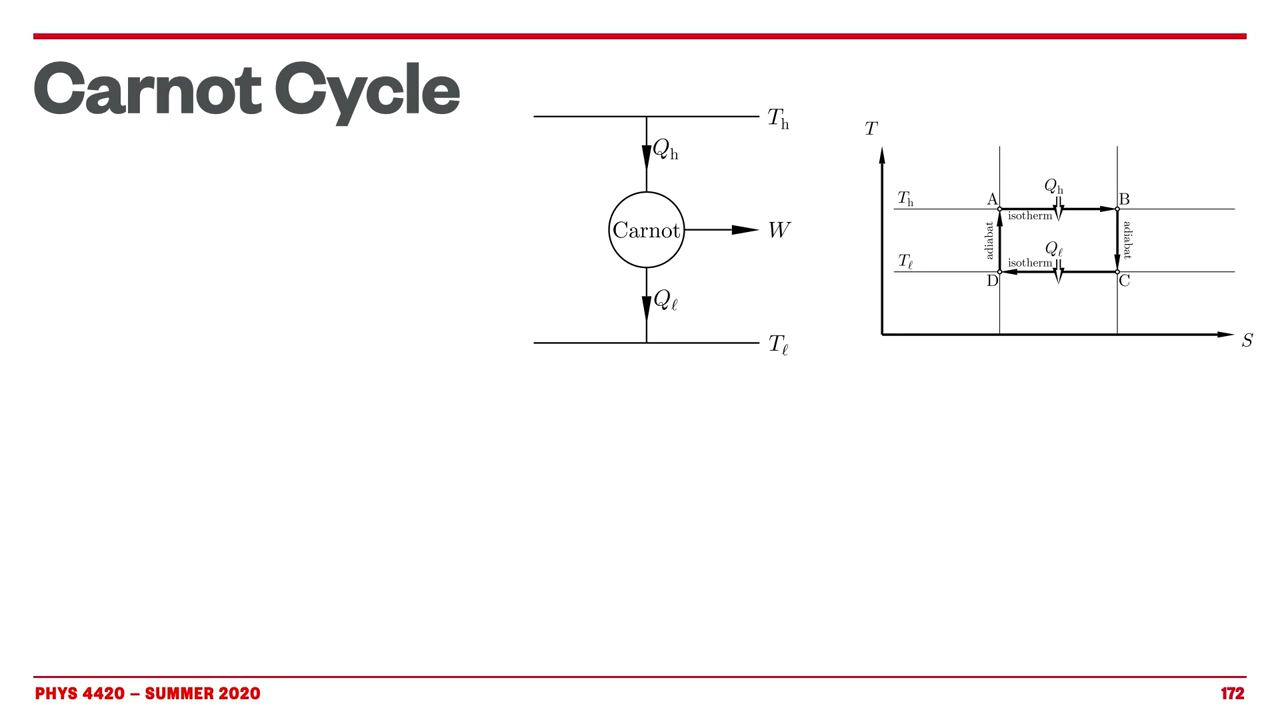 Carnot Cycle
T_h
Q_h
Carnot
W
Q_ℓ
T_ℓ
T
T_h
A
Q_h
B
isotherm
adiabat
adiabat
T_ℓ
Q_ℓ
isotherm
D
C
S
PHYS 4420 – SUMMER 2020
172